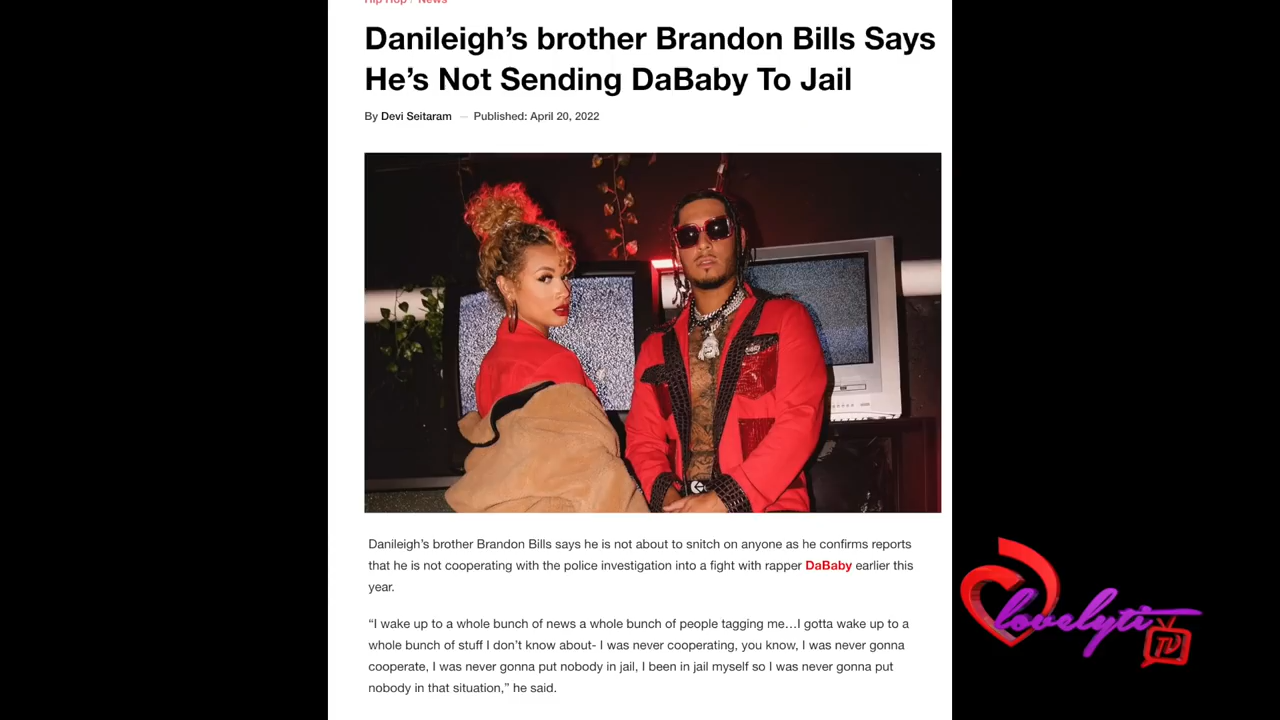 Hip Hop / News
Danileigh’s brother Brandon Bills Says
He’s Not Sending DaBaby To Jail
By Devi Seitaram — Published: April 20, 2022
Danileigh’s brother Brandon Bills says he is not about to snitch on anyone as he confirms reports
that he is not cooperating with the police investigation into a fight with rapper DaBaby earlier this
year.
“I wake up to a whole bunch of news a whole bunch of people tagging me…I gotta wake up to a
whole bunch of stuff I don’t know about- I was never cooperating, you know, I was never gonna
cooperate, I was never gonna put nobody in jail, I been in jail myself so I was never gonna put
nobody in that situation,” he said.
lovelyti
TV